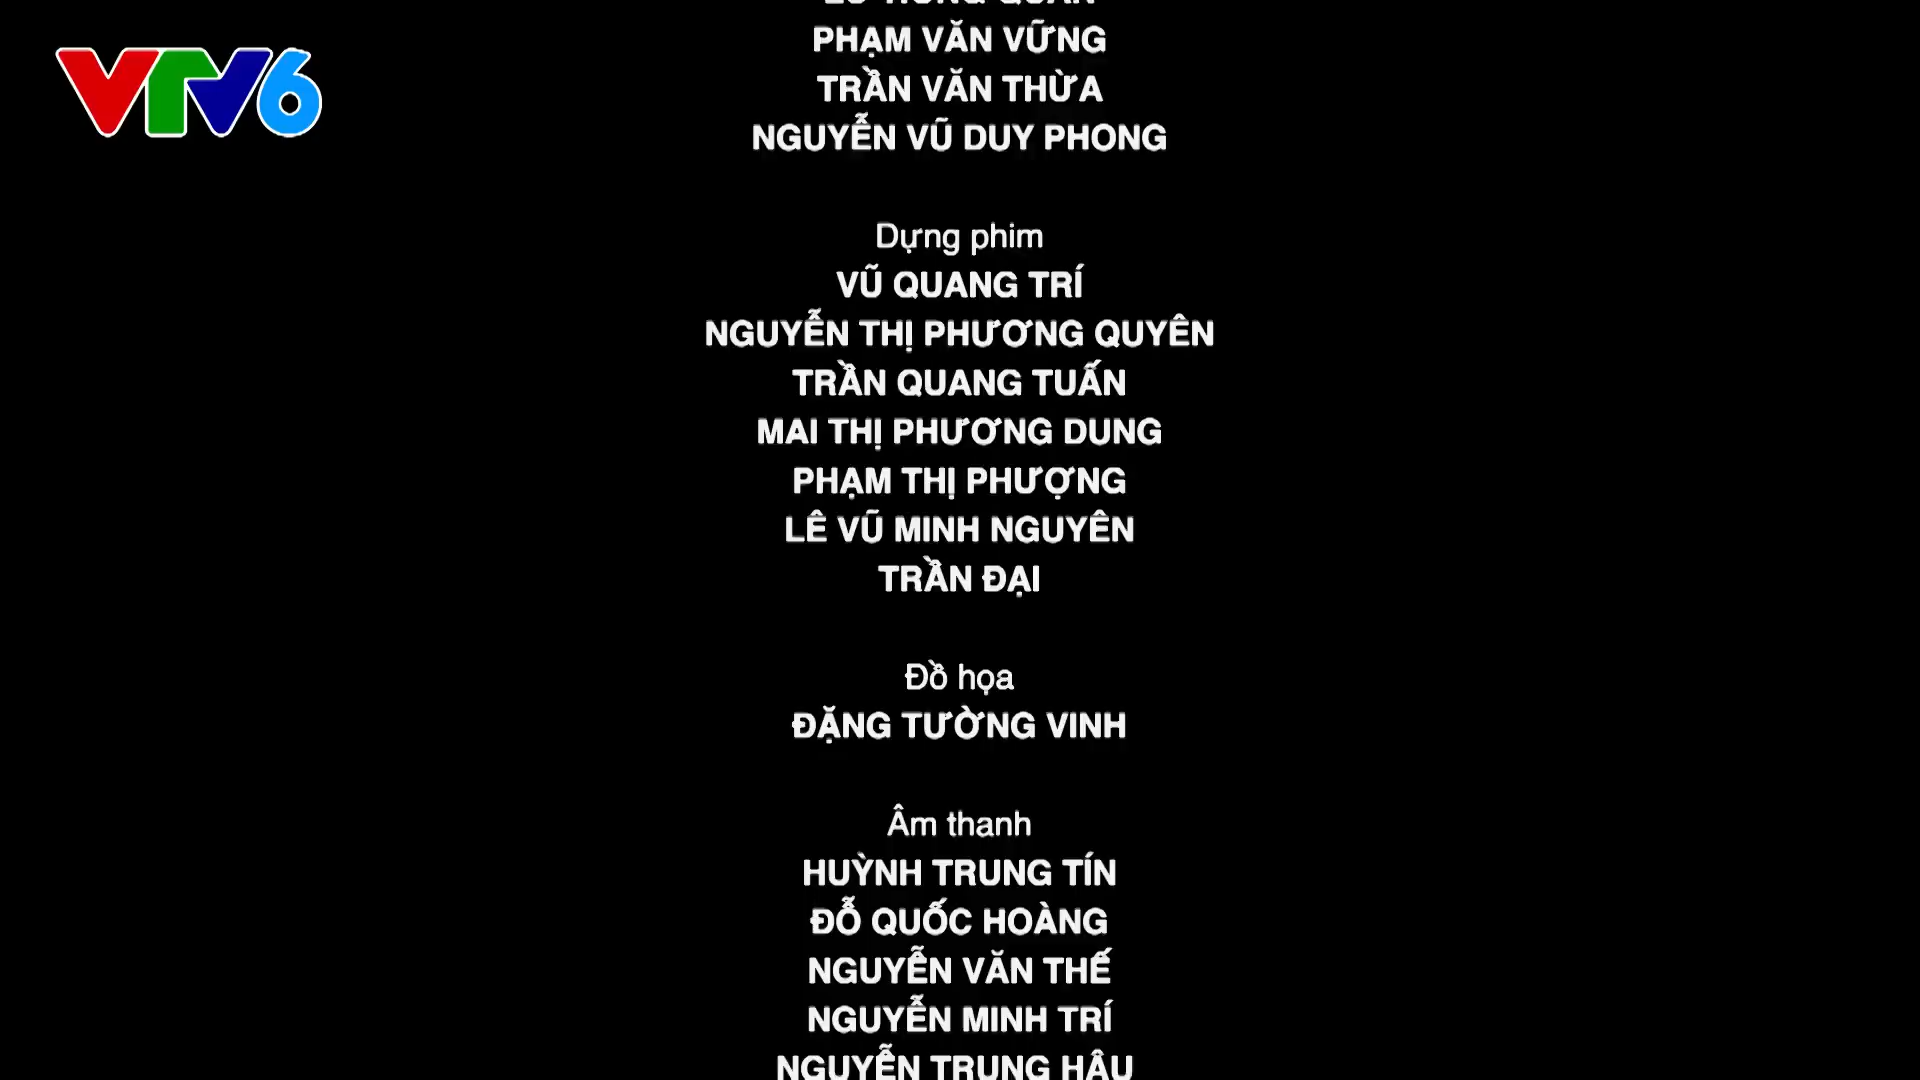 VTV6
PHẠM VĂN VỮNG
TRẦN VĂN THỪA
NGUYỄN VŨ DUY PHONG
Dựng phim
VŨ QUANG TRÍ
NGUYỄN THỊ PHƯƠNG QUYÊN
TRẦN QUANG TUẤN
MAI THỊ PHƯƠNG DUNG
PHẠM THỊ PHƯỢNG
LÊ VŨ MINH NGUYÊN
TRẦN ĐẠI
Đồ họa
ĐẶNG TƯỜNG VINH
Âm thanh
HUỲNH TRUNG TÍN
ĐỖ QUỐC HOÀNG
NGUYỄN VĂN THẾ
NGUYỄN MINH TRÍ
NGUYỄN TRUNG